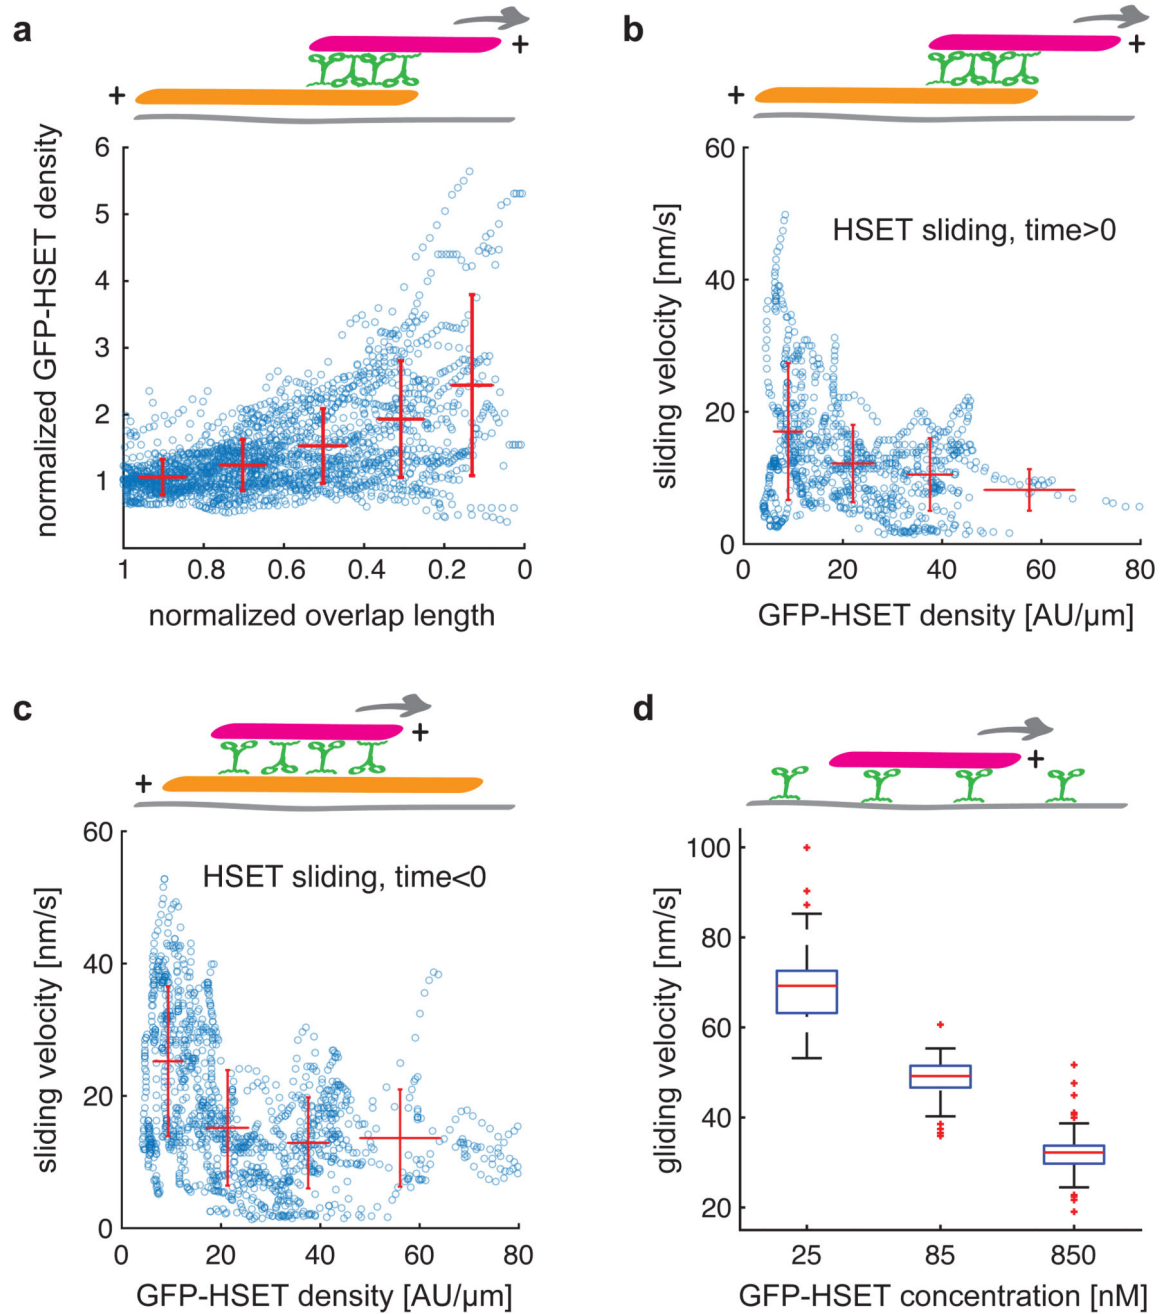 a
+
+
normalized GFP-HSET density
6
5
4
3
2
1
1 0.8 0.6 0.4 0.2 0
normalized overlap length
b
+
+
sliding velocity [nm/s]
60
40
20
0
HSET sliding, time>0
0 20 40 60 80
GFP-HSET density [AU/µm]
c
+
+
sliding velocity [nm/s]
60
40
20
0
HSET sliding, time<0
0 20 40 60 80
GFP-HSET density [AU/µm]
d
+
gliding velocity [nm/s]
100
80
60
40
20
25 85 850
GFP-HSET concentration [nM]